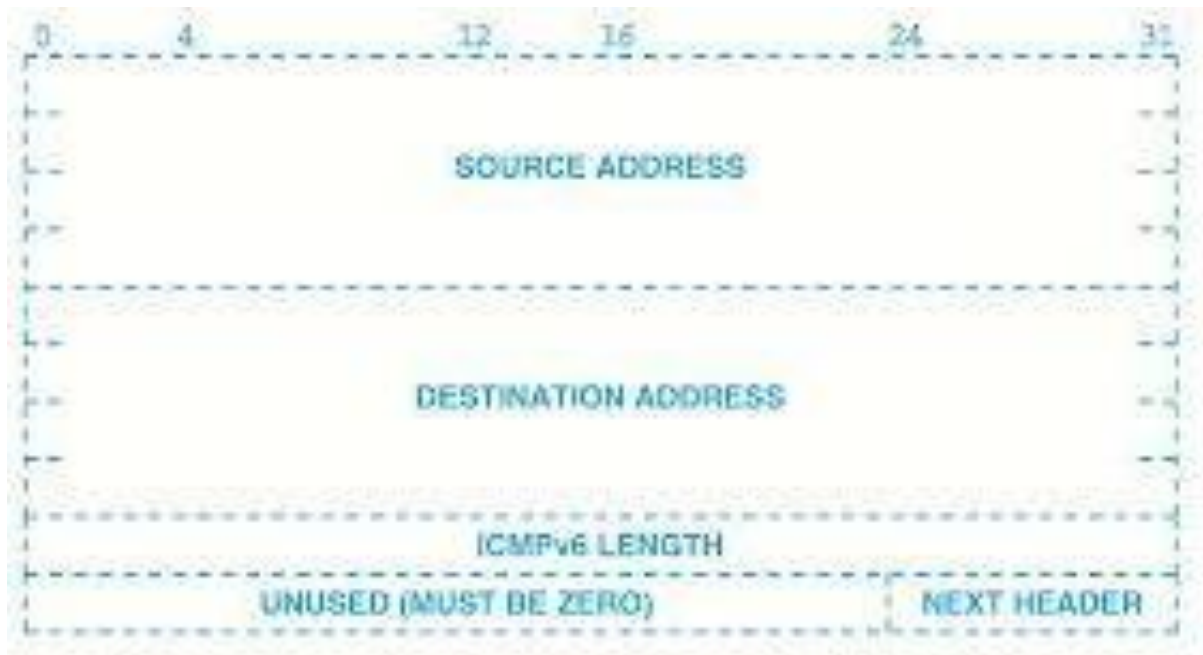 0 4 12 16 24 31
SOURCE ADDRESS
DESTINATION ADDRESS
ICMPv6 LENGTH
UNUSED (MUST BE ZERO) NEXT HEADER